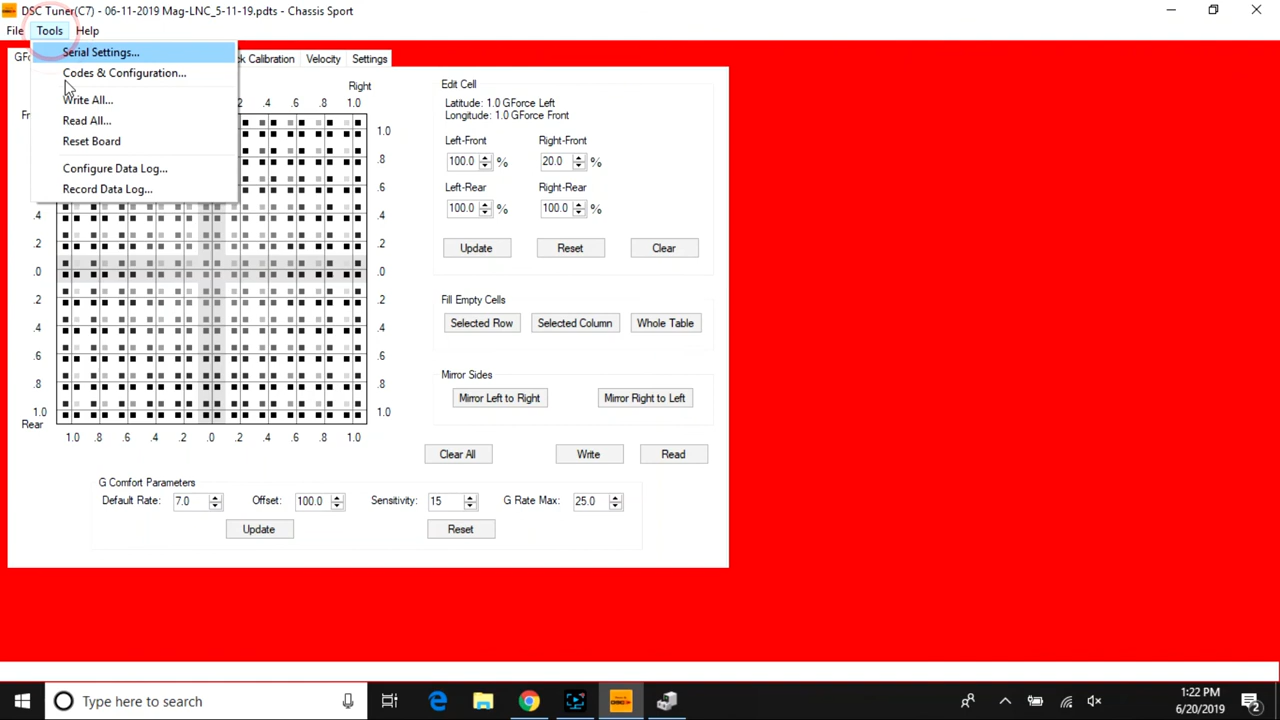 DSC Tuner(C7) - 06-11-2019 Mag-LNC_5-11-19.pdts - Chassis Sport
File Tools Help
Serial Settings...
Codes & Configuration...
Write All...
Read All...
Reset Board
Configure Data Log...
Record Data Log...
Calibration Velocity Settings
Right
.2 .4 .6 .8 1.0
1.0
.8
.6
.4 .4
.2 .2
.0 .0
.2 .2
.4 .4
.6 .6
.8 .8
1.0 1.0
Rear
1.0 .8 .6 .4 .2 .0 .2 .4 .6 .8 1.0
Edit Cell
Latitude: 1.0 GForce Left
Longitude: 1.0 GForce Front
Left-Front Right-Front
100.0 % 20.0 %
Left-Rear Right-Rear
100.0 % 100.0 %
Update Reset Clear
Fill Empty Cells
Selected Row Selected Column Whole Table
Mirror Sides
Mirror Left to Right Mirror Right to Left
Clear All Write Read
G Comfort Parameters
Default Rate: 7.0 Offset: 100.0 Sensitivity: 15 G Rate Max: 25.0
Update Reset
Type here to search
1:22 PM
6/20/2019
2